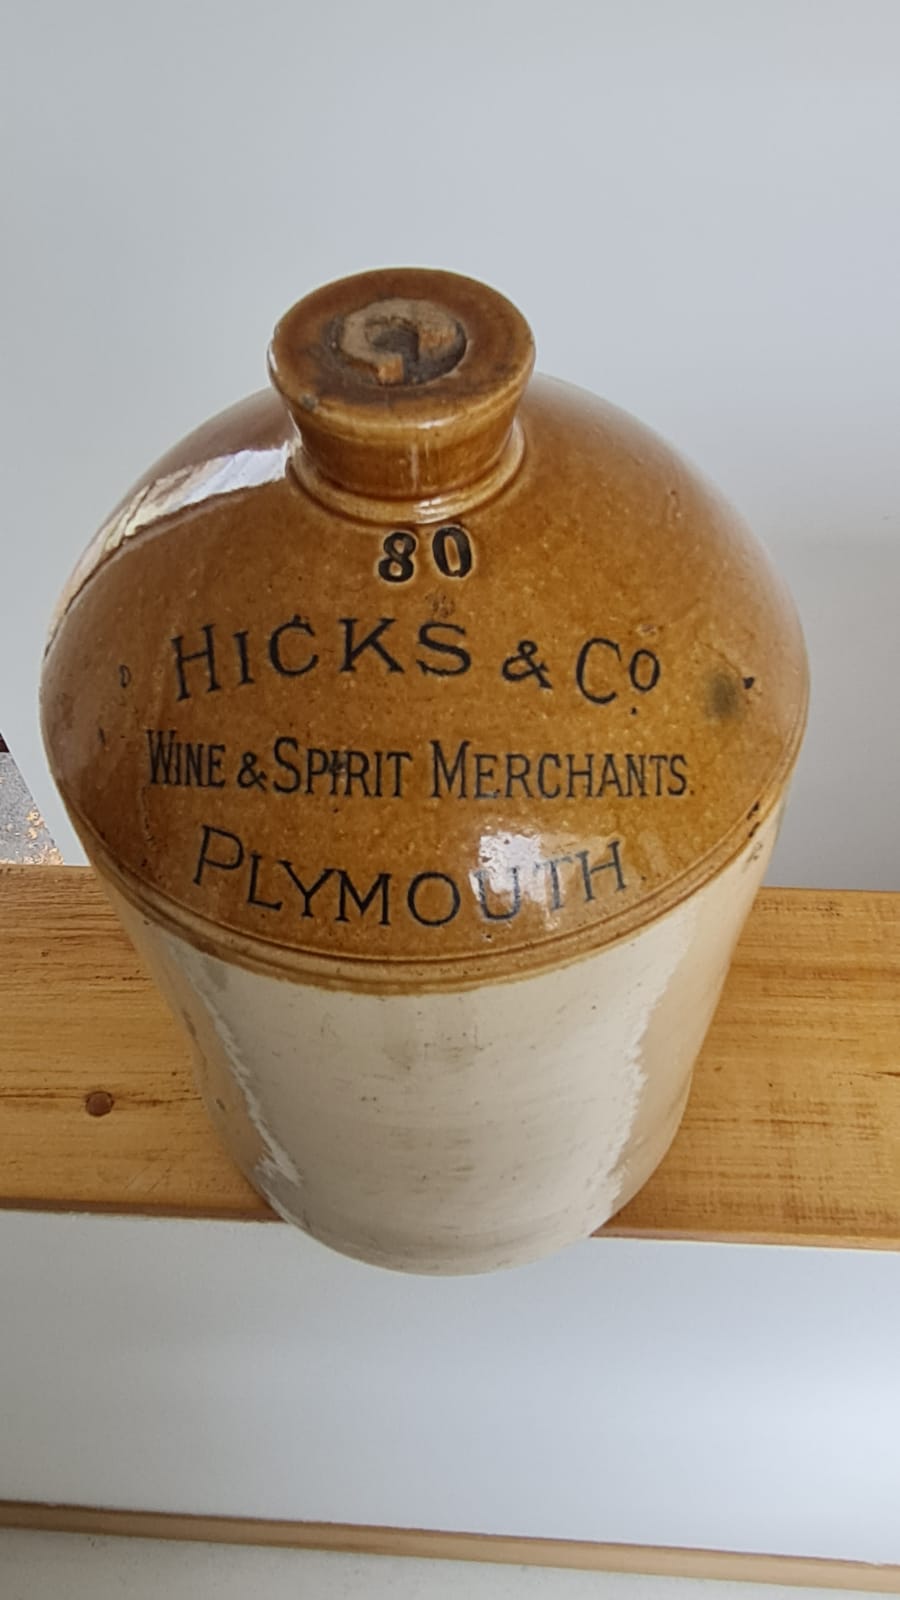 80
HICKS & Co
WINE & SPIRIT MERCHANTS.
PLYMOUTH